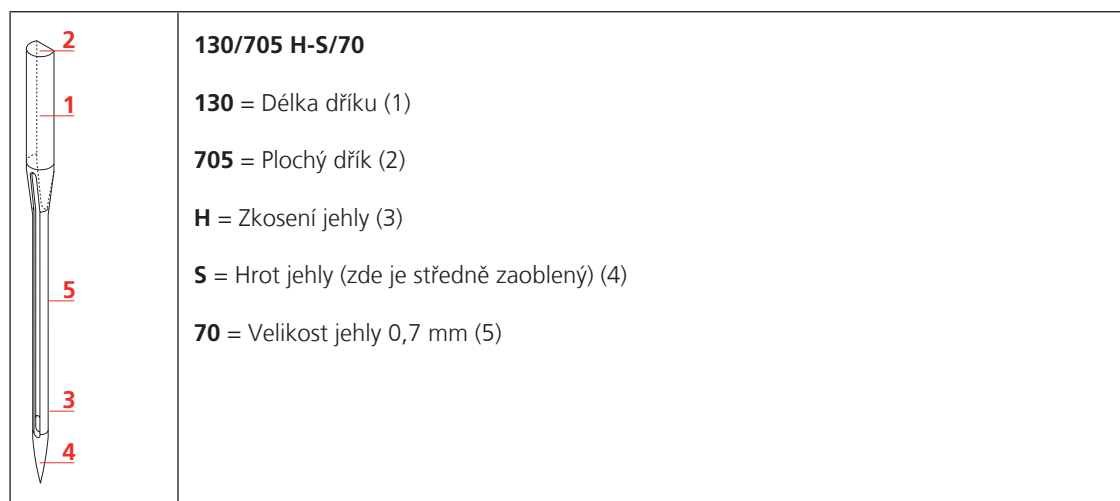 2
1
5
3
4
130/705 H-S/70
130 = Délka dříku (1)
705 = Plochý dřík (2)
H = Zkosení jehly (3)
S = Hrot jehly (zde je středně zaoblený) (4)
70 = Velikost jehly 0,7 mm (5)